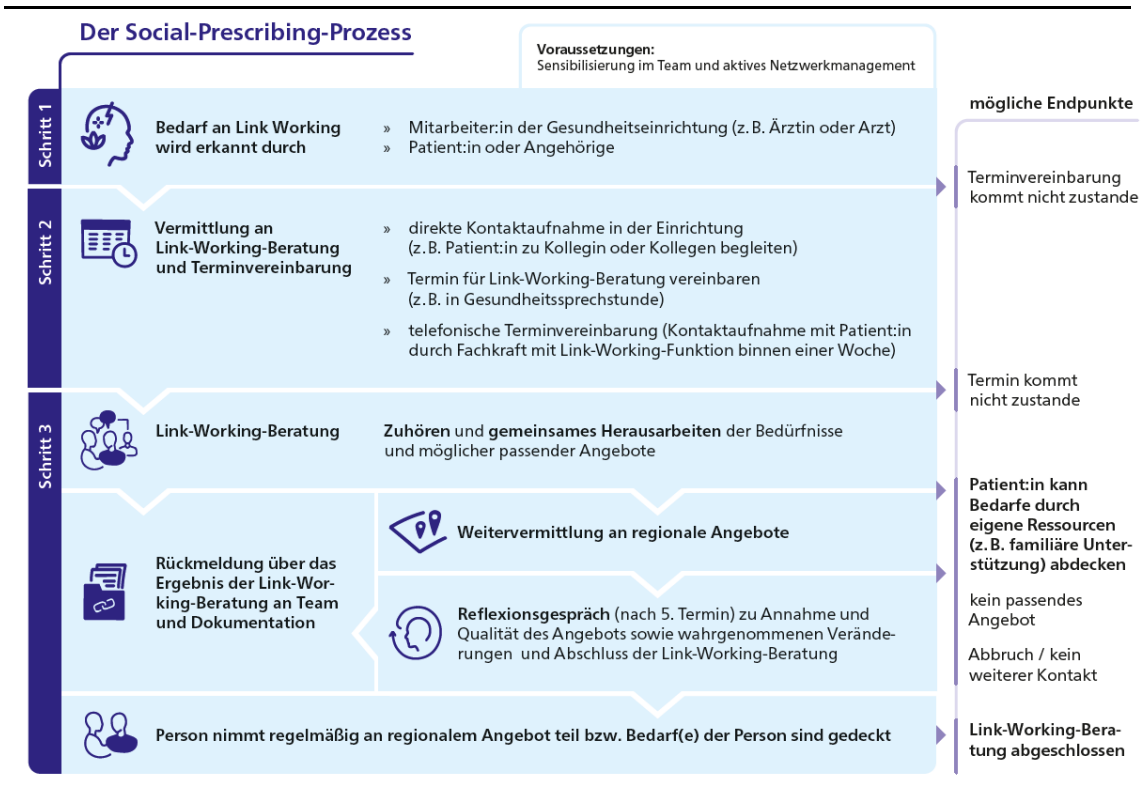 Der Social-Prescribing-Prozess
Voraussetzungen:
Sensibilisierung im Team und aktives Netzwerkmanagement
mögliche Endpunkte
Schritt 1
Bedarf an Link Working
wird erkannt durch
» Mitarbeiter:in der Gesundheitseinrichtung (z. B. Ärztin oder Arzt)
» Patient:in oder Angehörige
Terminvereinbarung
kommt nicht zustande
Schritt 2
Vermittlung an
Link-Working-Beratung
und Terminvereinbarung
» direkte Kontaktaufnahme in der Einrichtung
(z. B. Patient:in zu Kollegin oder Kollegen begleiten)
» Termin für Link-Working-Beratung vereinbaren
(z. B. in Gesundheitssprechstunde)
» telefonische Terminvereinbarung (Kontaktaufnahme mit Patient:in
durch Fachkraft mit Link-Working-Funktion binnen einer Woche)
Termin kommt
nicht zustande
Schritt 3
Link-Working-Beratung
Zuhören und gemeinsames Herausarbeiten der Bedürfnisse
und möglicher passender Angebote
Rückmeldung über das
Ergebnis der Link-Wor-
king-Beratung an Team
und Dokumentation
Weitervermittlung an regionale Angebote
Reflexionsgespräch (nach 5. Termin) zu Annahme und
Qualität des Angebots sowie wahrgenommenen Verände-
rungen und Abschluss der Link-Working-Beratung
Patient:in kann
Bedarfe durch
eigene Ressourcen
(z. B. familiäre Unter-
stützung) abdecken
kein passendes
Angebot
Abbruch / kein
weiterer Kontakt
Person nimmt regelmäßig an regionalem Angebot teil bzw. Bedarf(e) der Person sind gedeckt
Link-Working-Bera-
tung abgeschlossen